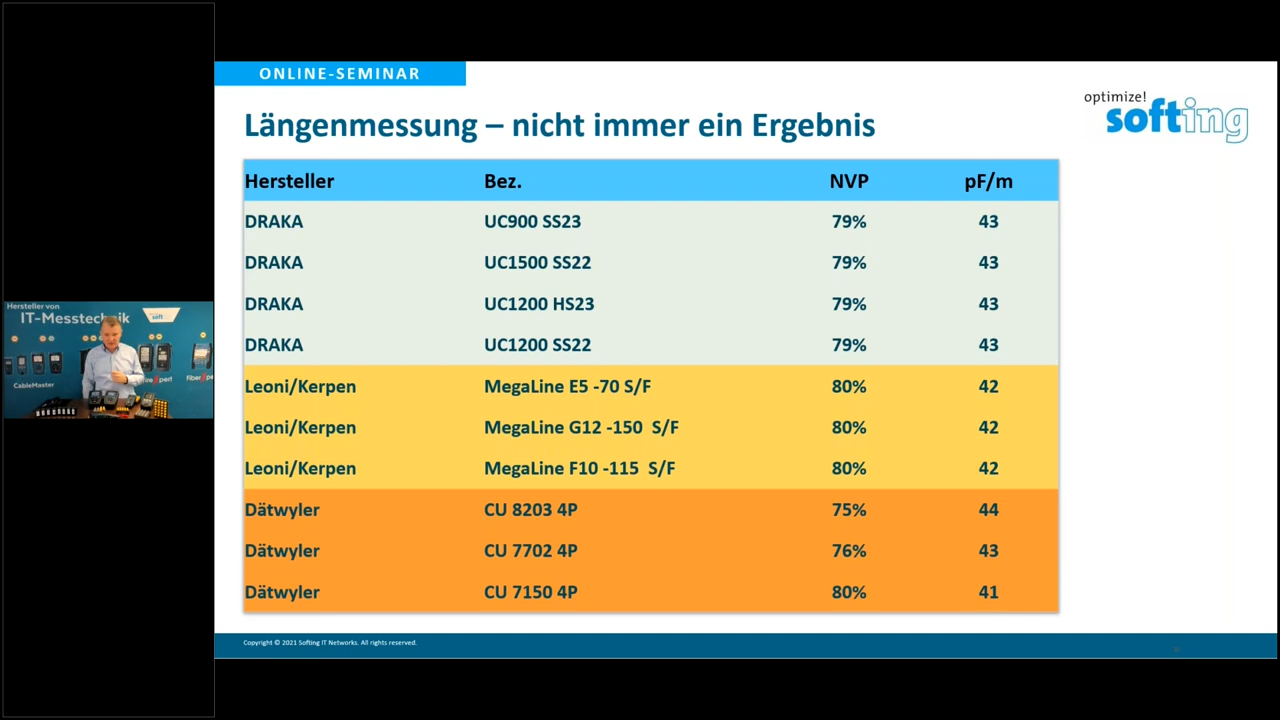 ONLINE-SEMINAR
optimize!
softing
Längenmessung – nicht immer ein Ergebnis
Hersteller Bez. NVP pF/m
DRAKA UC900 SS23 79% 43
DRAKA UC1500 SS22 79% 43
DRAKA UC1200 HS23 79% 43
DRAKA UC1200 SS22 79% 43
Leoni/Kerpen MegaLine E5 -70 S/F 80% 42
Leoni/Kerpen MegaLine G12 -150 S/F 80% 42
Leoni/Kerpen MegaLine F10 -115 S/F 80% 42
Dätwyler CU 8203 4P 75% 44
Dätwyler CU 7702 4P 76% 43
Dätwyler CU 7150 4P 80% 41
Copyright © 2021 Softing IT Networks. All rights reserved.
Hersteller von
IT-Messtechnik
soft
CableMaster